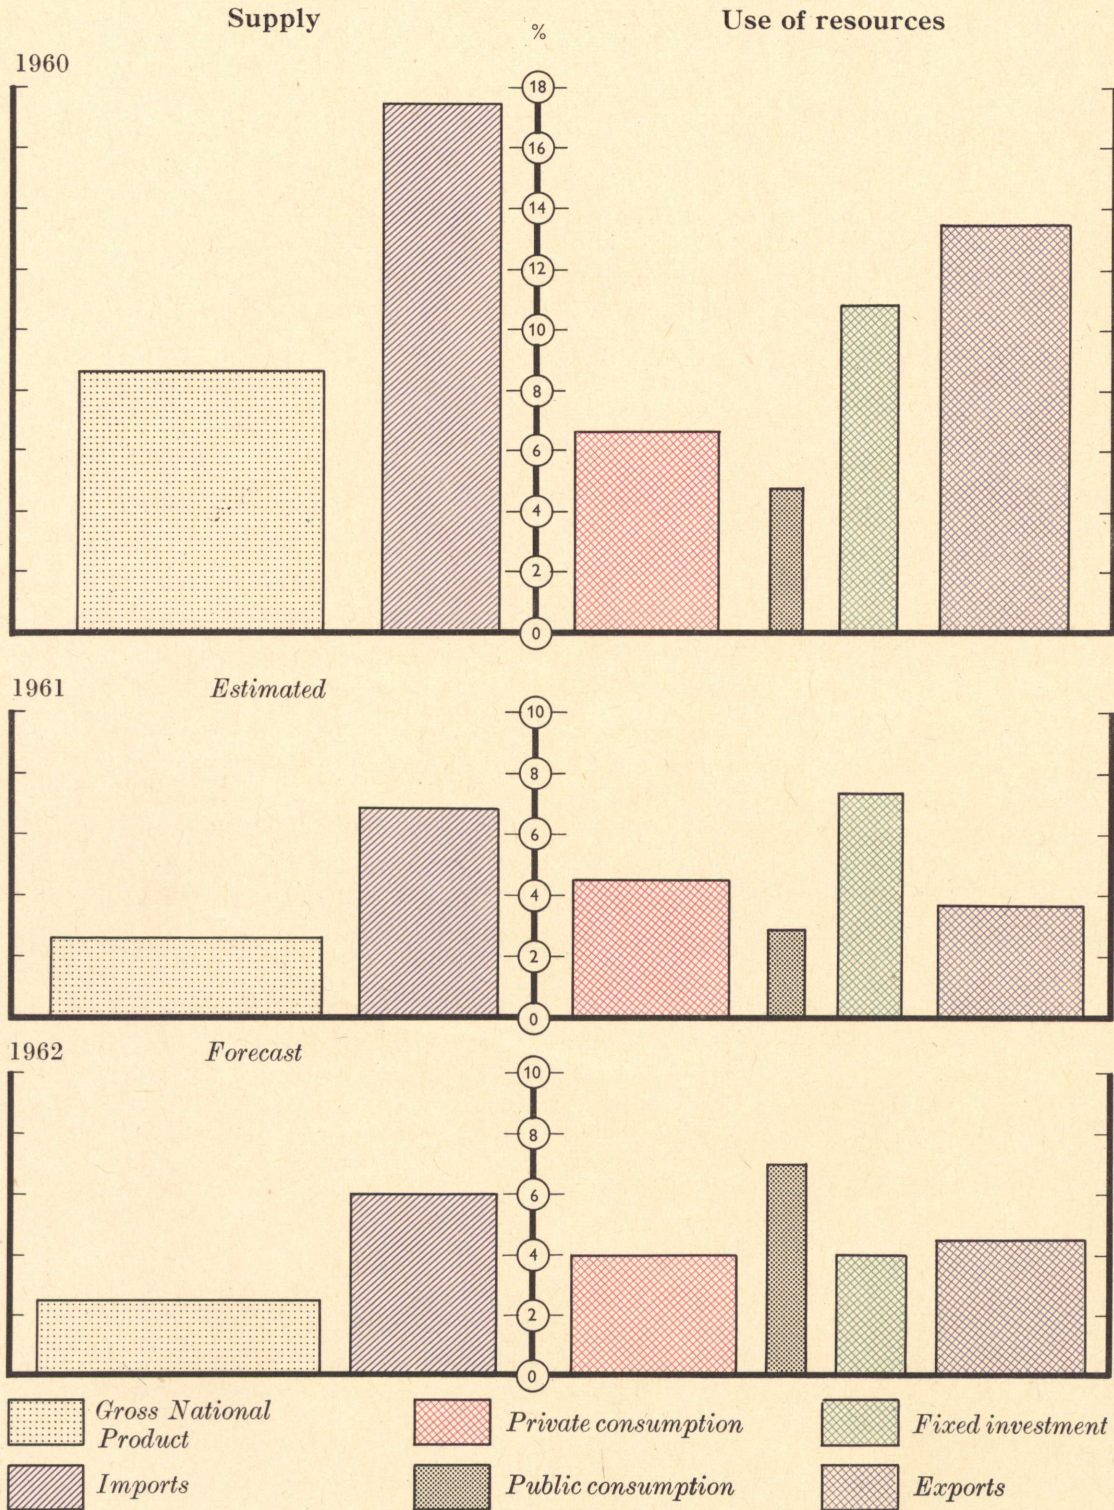 Supply
Use of resources
%
1960
18
16
14
12
10
8
6
4
2
0
1961
Estimated
10
8
6
4
2
0
1962
Forecast
10
8
6
4
2
0
Gross National
Product
Private consumption
Fixed investment
Imports
Public consumption
Exports